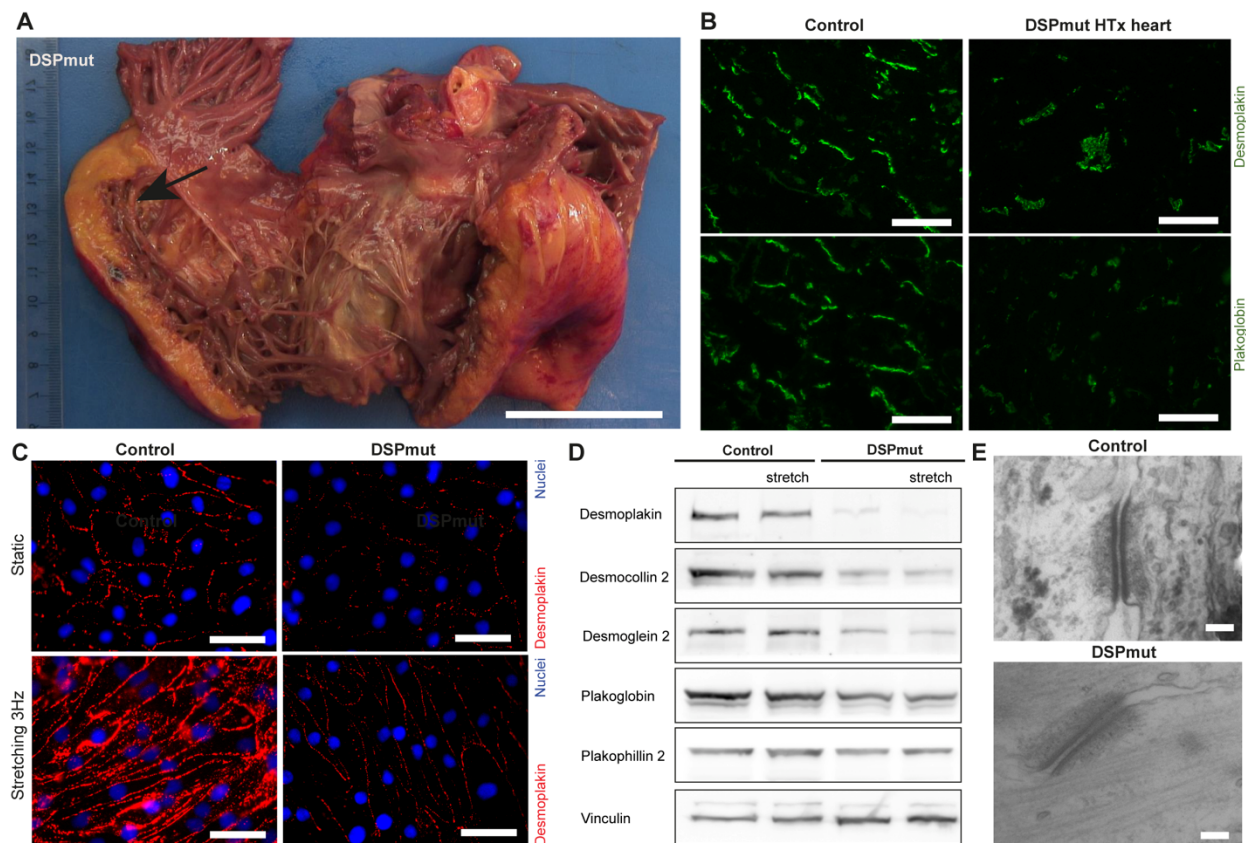 A
DSPmut
B
Control
DSPmut HTx heart
Desmoplakin
Plakoglobin
C
Control
DSPmut
Static
Control
DSPmut
Nuclei
Desmoplakin
Stretching 3Hz
Nuclei
Desmoplakin
D
Control
DSPmut
stretch
stretch
Desmoplakin
Desmocollin 2
Desmoglein 2
Plakoglobin
Plakophillin 2
Vinculin
E
Control
DSPmut